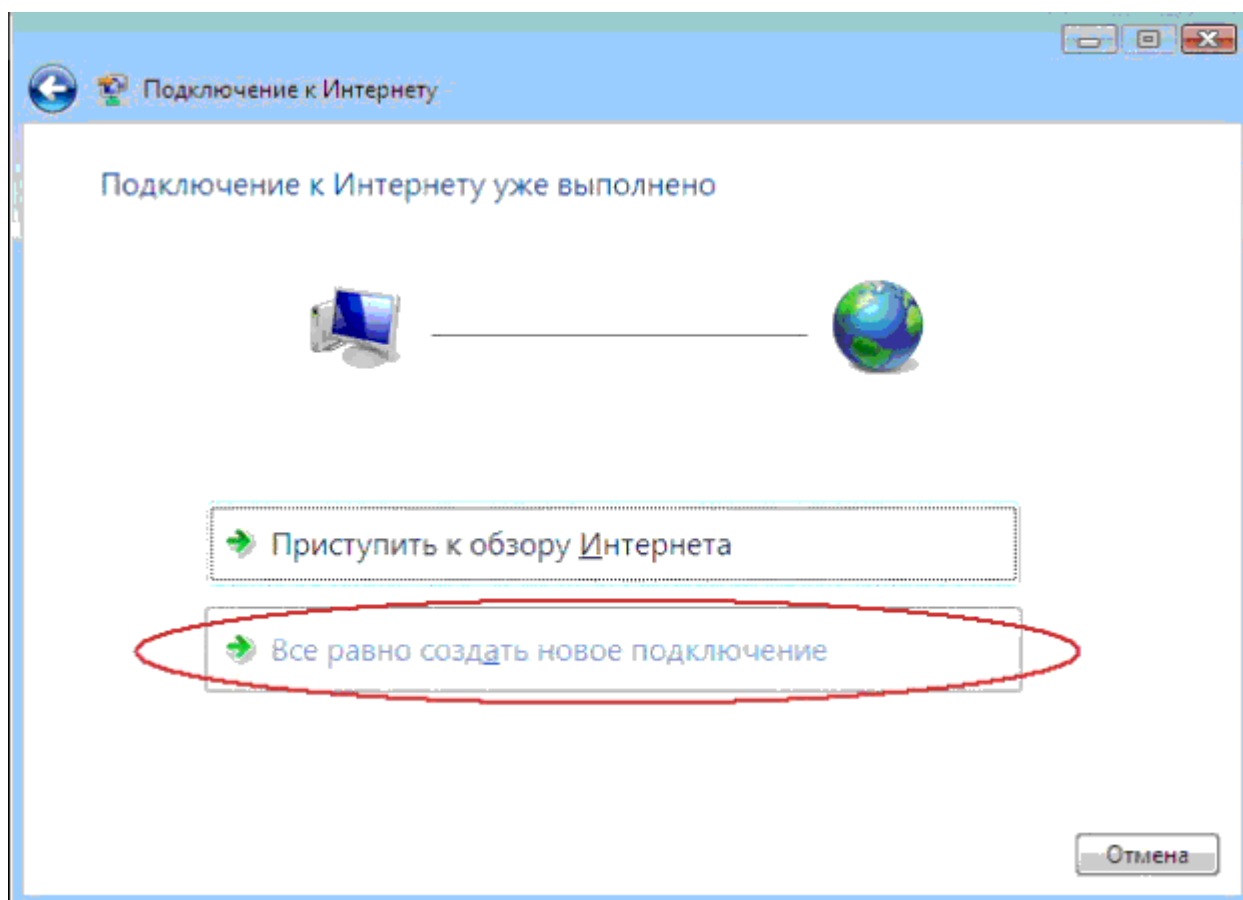 Подключение к Интернету
Подключение к Интернету уже выполнено
Приступить к обзору Интернета
Все равно создать новое подключение
Отмена